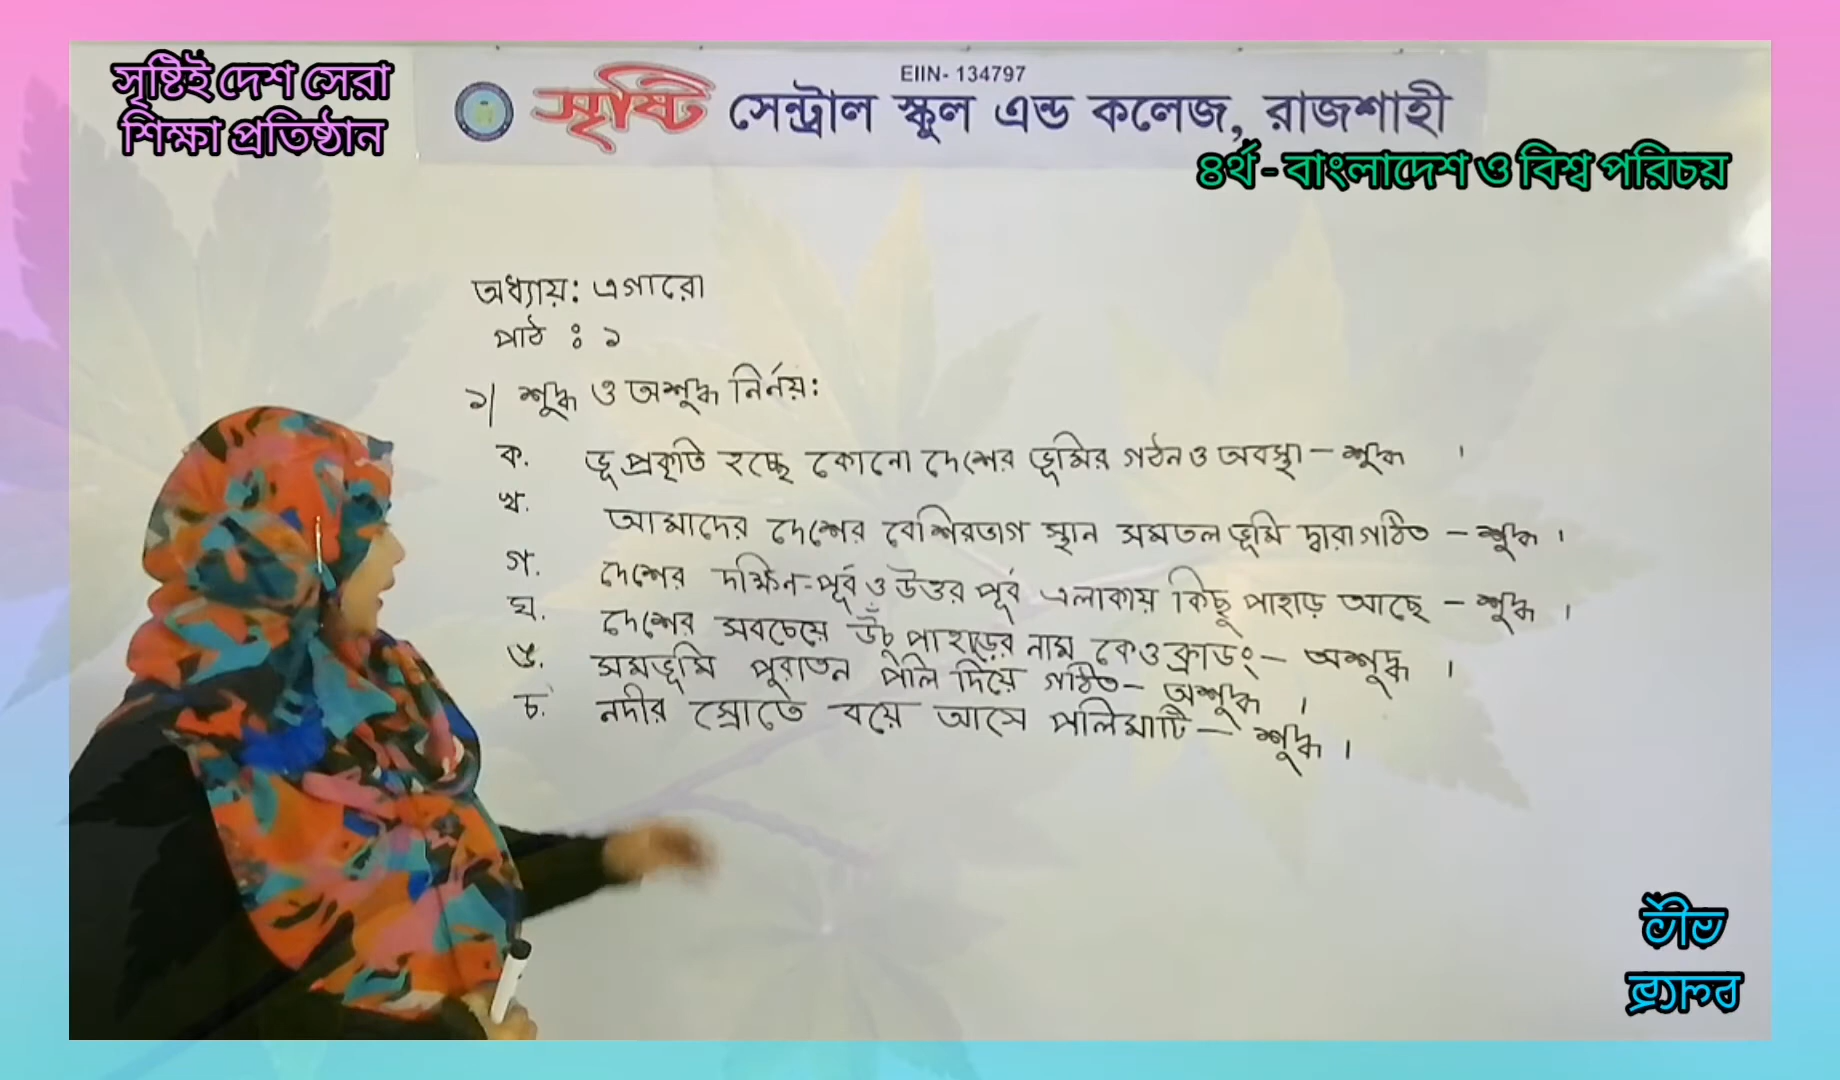 সৃষ্টিই দেশ সেরা
শিক্ষা প্রতিষ্ঠান
EIIN- 134797
সৃষ্টি সেন্ট্রাল স্কুল এন্ড কলেজ, রাজশাহী
৪র্থ - বাংলাদেশ ও বিশ্ব পরিচয়
অধ্যায়: এগারো
পাঠ : ১
১| শুদ্ধ ও অশুদ্ধ নির্নয়:
ক. ভূ প্রকৃতি হচ্ছে কোনো দেশের ভূমির গঠন ও অবস্থা - শুদ্ধ ।
খ. আমাদের দেশের বেশিরভাগ স্থান সমতল ভূমি দ্বারা গঠিত - শুদ্ধ ।
গ. দেশের দক্ষিন-পূর্ব ও উত্তর পূর্ব এলাকায় কিছু পাহাড় আছে - শুদ্ধ ।
ঘ. দেশের সবচেয়ে উঁচু পাহাড়ের নাম কেওক্রাডং - অশুদ্ধ ।
ঙ. সমভূমি পুরাতন পলি দিয়ে গঠিত - অশুদ্ধ ।
চ. নদীর স্রোতে বয়ে আসে পলিমাটি - শুদ্ধ ।